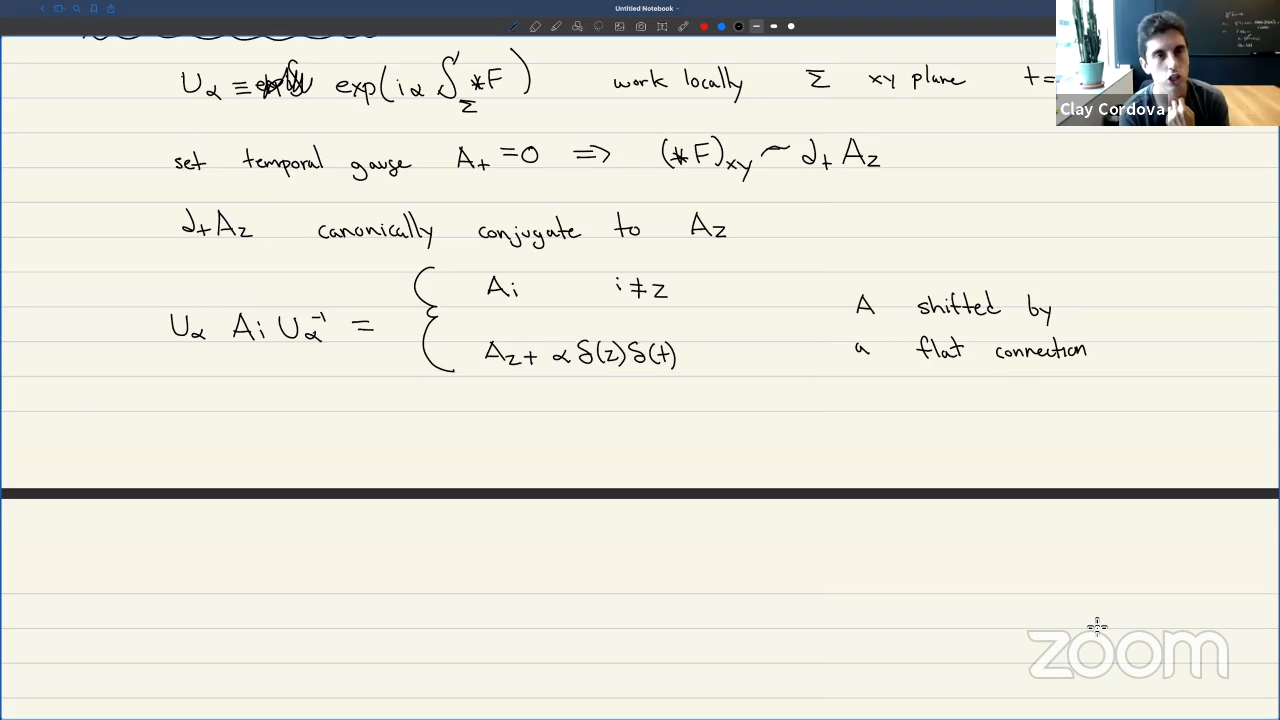 Untitled Notebook
Clay Cordova
U_α ≡ exp(iα ∫_Σ *F) work locally Σ xy plane t=
set temporal gauge A_t = 0 ⇒ (*F)_xy ~ ∂_t A_z
∂_t A_z canonically conjugate to A_z
U_α A_i U_α^{-1} = { A_i i ≠ z
A_z + α δ(z) δ(t)
A shifted by
a flat connection
zoom